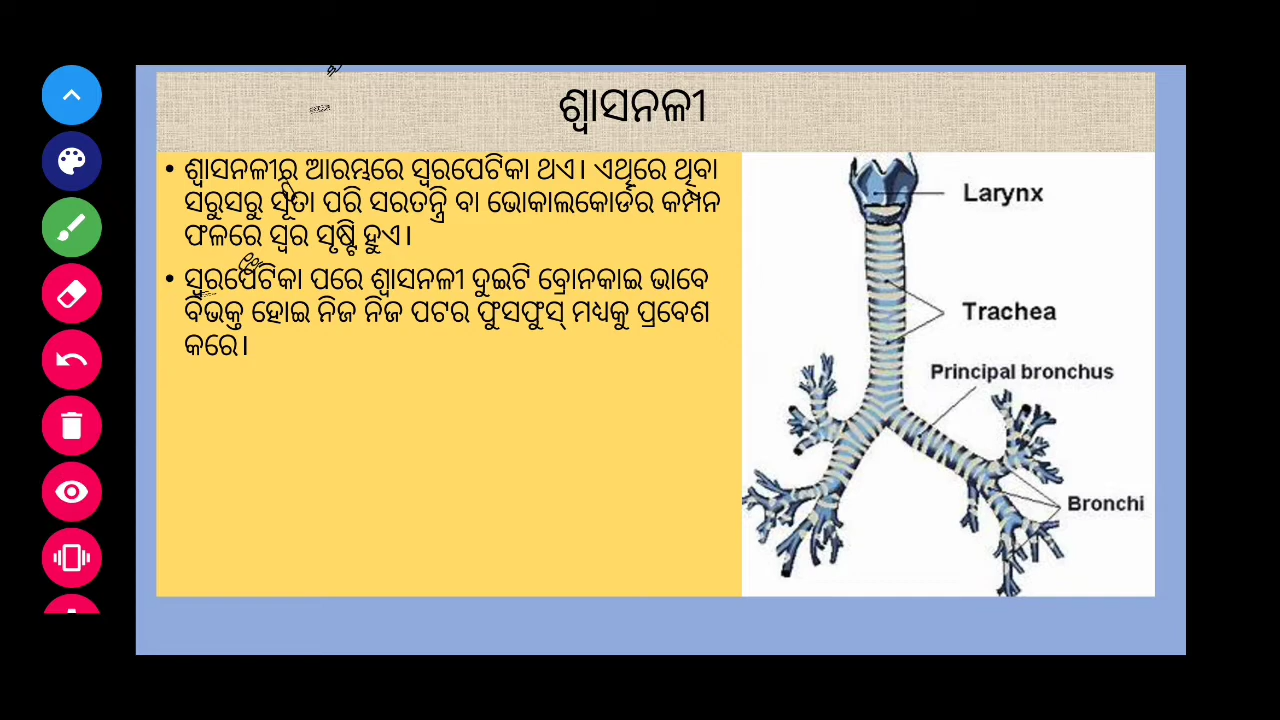 ଶ୍ୱାସନଳୀ
• ଶ୍ୱାସନଳୀର ଆରମ୍ଭରେ ସ୍ୱରପେଟିକା ଥଏ । ଏଥିରେ ଥିବା
ସରୁସରୁ ସୂତା ପରି ସରତନ୍ତ୍ରି ବା ଭୋକାଲକୋର୍ଡର କମ୍ପନ
ଫଳରେ ସ୍ୱର ସୃଷ୍ଟି ହୁଏ ।
• ସ୍ୱରପେଟିକା ପରେ ଶ୍ୱାସନଳୀ ଦୁଇଟି ବ୍ରୋନକାଇ ଭାବେ
ବିଭକ୍ତ ହୋଇ ନିଜ ନିଜ ପଟର ଫୁସଫୁସ୍ ମଧ୍ୟକୁ ପ୍ରବେଶ
କରେ ।
Larynx
Trachea
Principal bronchus
Bronchi